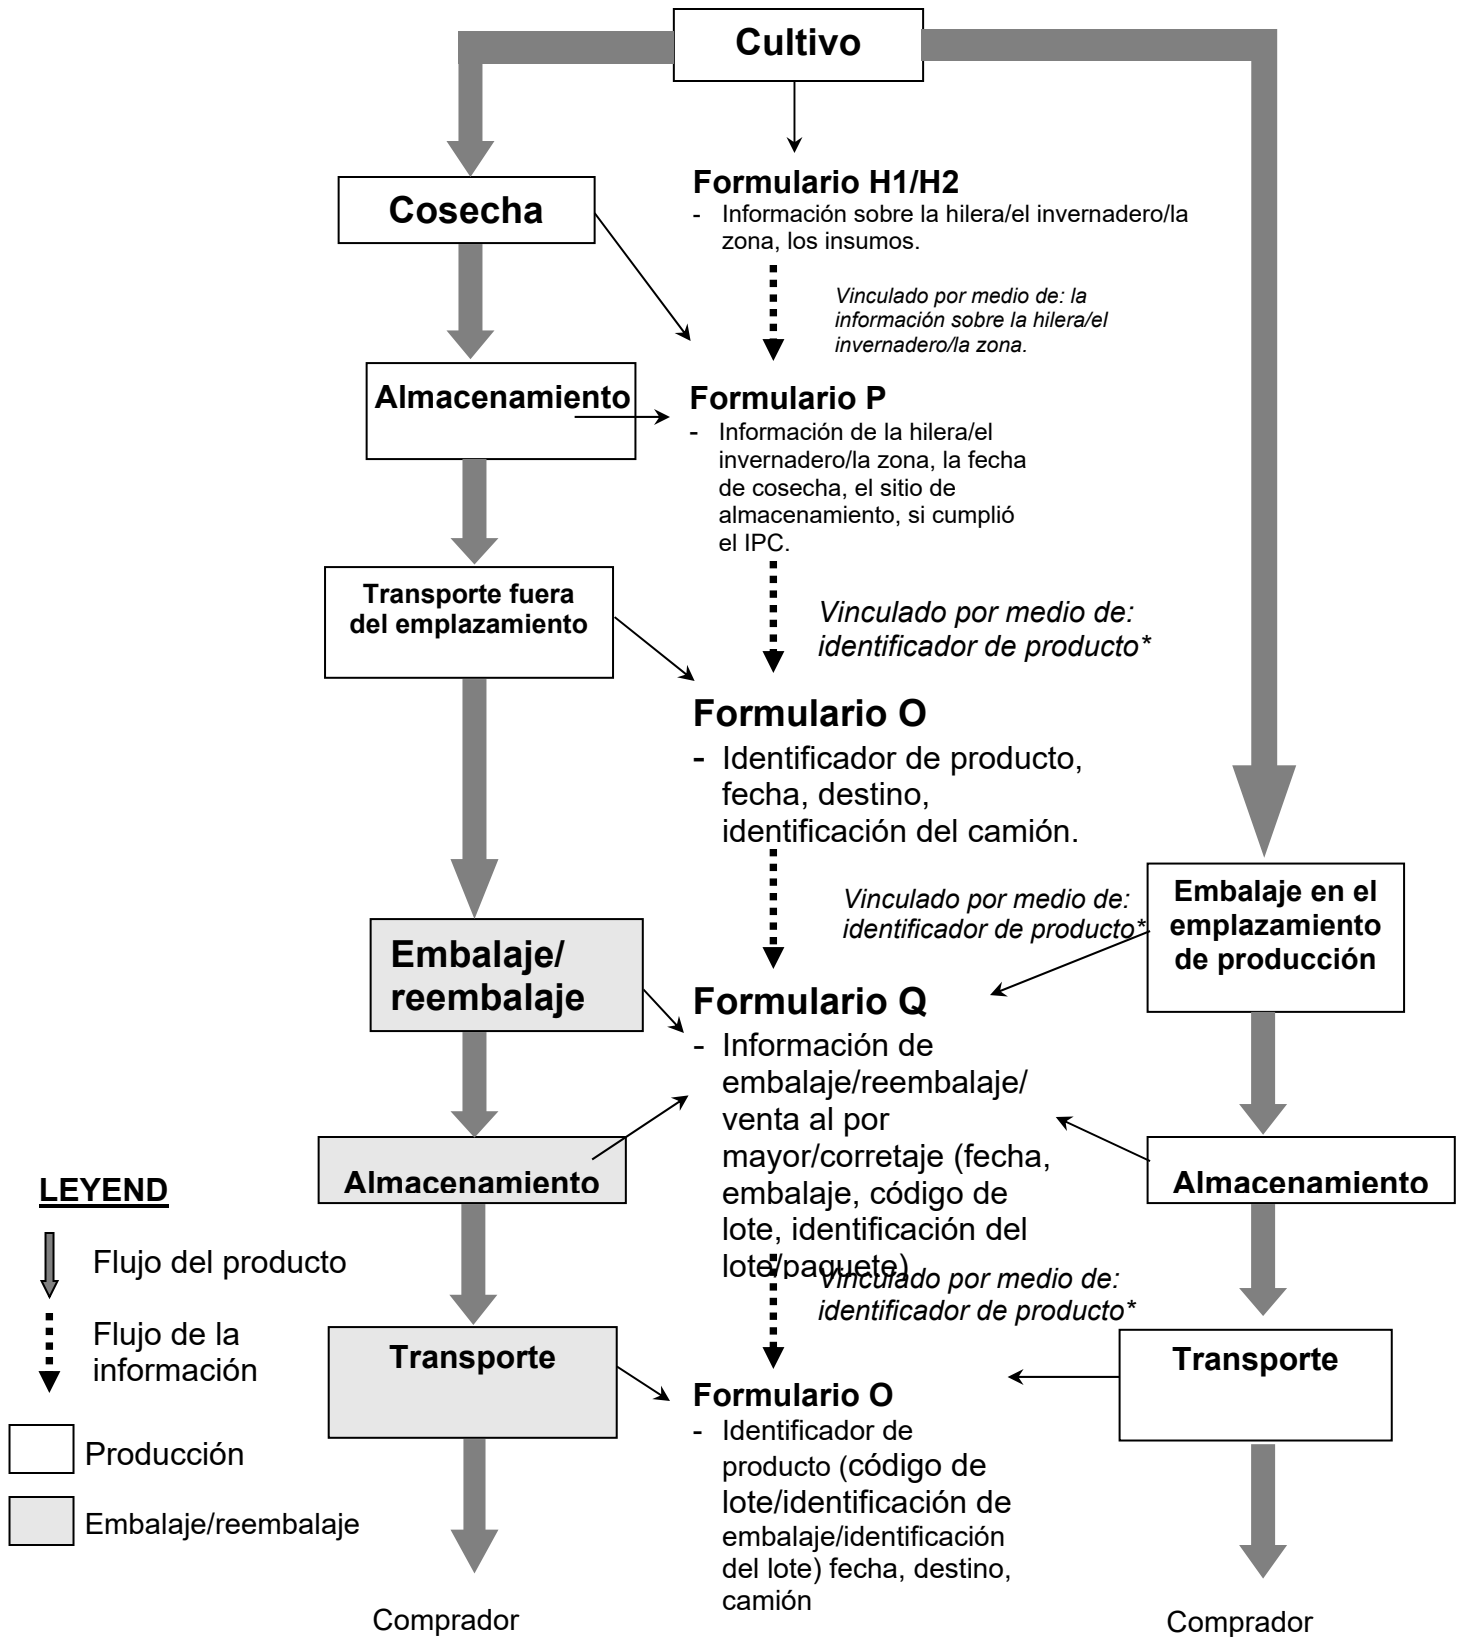 Cultivo
Cosecha
Formulario H1/H2
- Información sobre la hilera/el invernadero/la
zona, los insumos.
Vinculado por medio de: la
información sobre la hilera/el
invernadero/la zona.
Almacenamiento
Formulario P
- Información de la hilera/el
invernadero/la zona, la fecha
de cosecha, el sitio de
almacenamiento, si cumplió
el IPC.
Transporte fuera
del emplazamiento
Vinculado por medio de:
identificador de producto*
Formulario O
- Identificador de producto,
fecha, destino,
identificación del camión.
Vinculado por medio de:
identificador de producto*
Embalaje en el
emplazamiento
de producción
Embalaje/
reembalaje
Formulario Q
- Información de
embalaje/reembalaje/
venta al por
mayor/corretaje (fecha,
embalaje, código de
lote, identificación del
lote/paquete)
Almacenamiento
Almacenamiento
Vinculado por medio de:
identificador de producto*
Transporte
Transporte
Formulario O
- Identificador de
producto (código de
lote/identificación de
embalaje/identificación
del lote) fecha, destino,
camión
Comprador
Comprador
LEYEND
Flujo del producto
Flujo de la
información
Producción
Embalaje/reembalaje